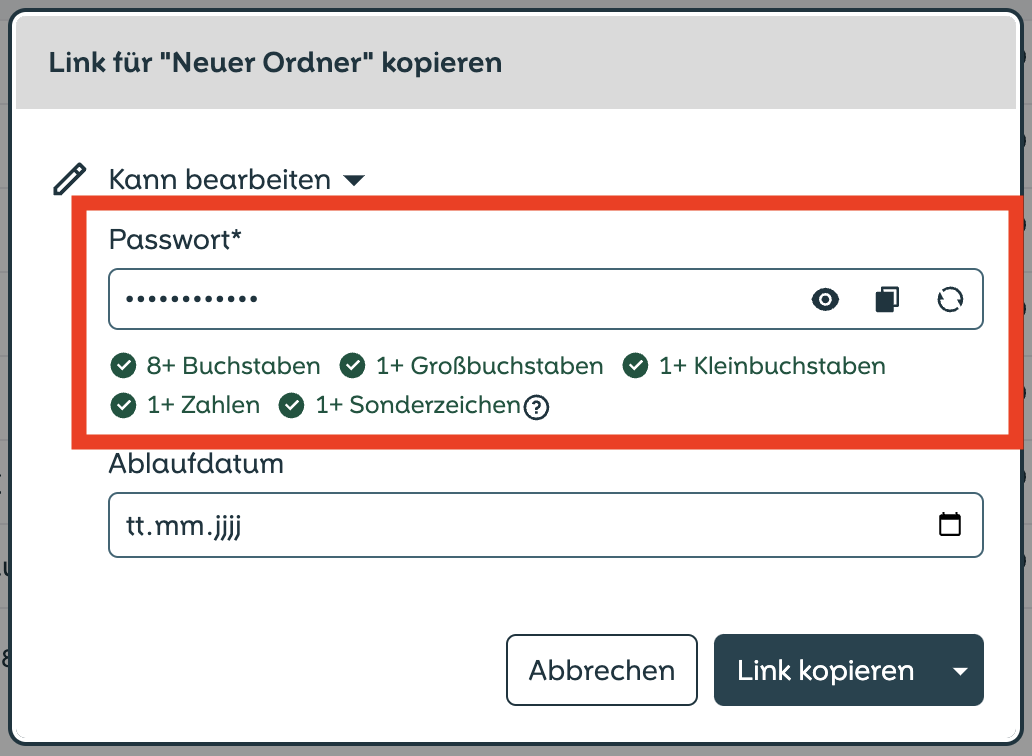 Link für "Neuer Ordner" kopieren
Kann bearbeiten
Passwort*
••••••••••••
8+ Buchstaben 1+ Großbuchstaben 1+ Kleinbuchstaben
1+ Zahlen 1+ Sonderzeichen ?
Ablaufdatum
tt.mm.jjjj
Abbrechen Link kopieren